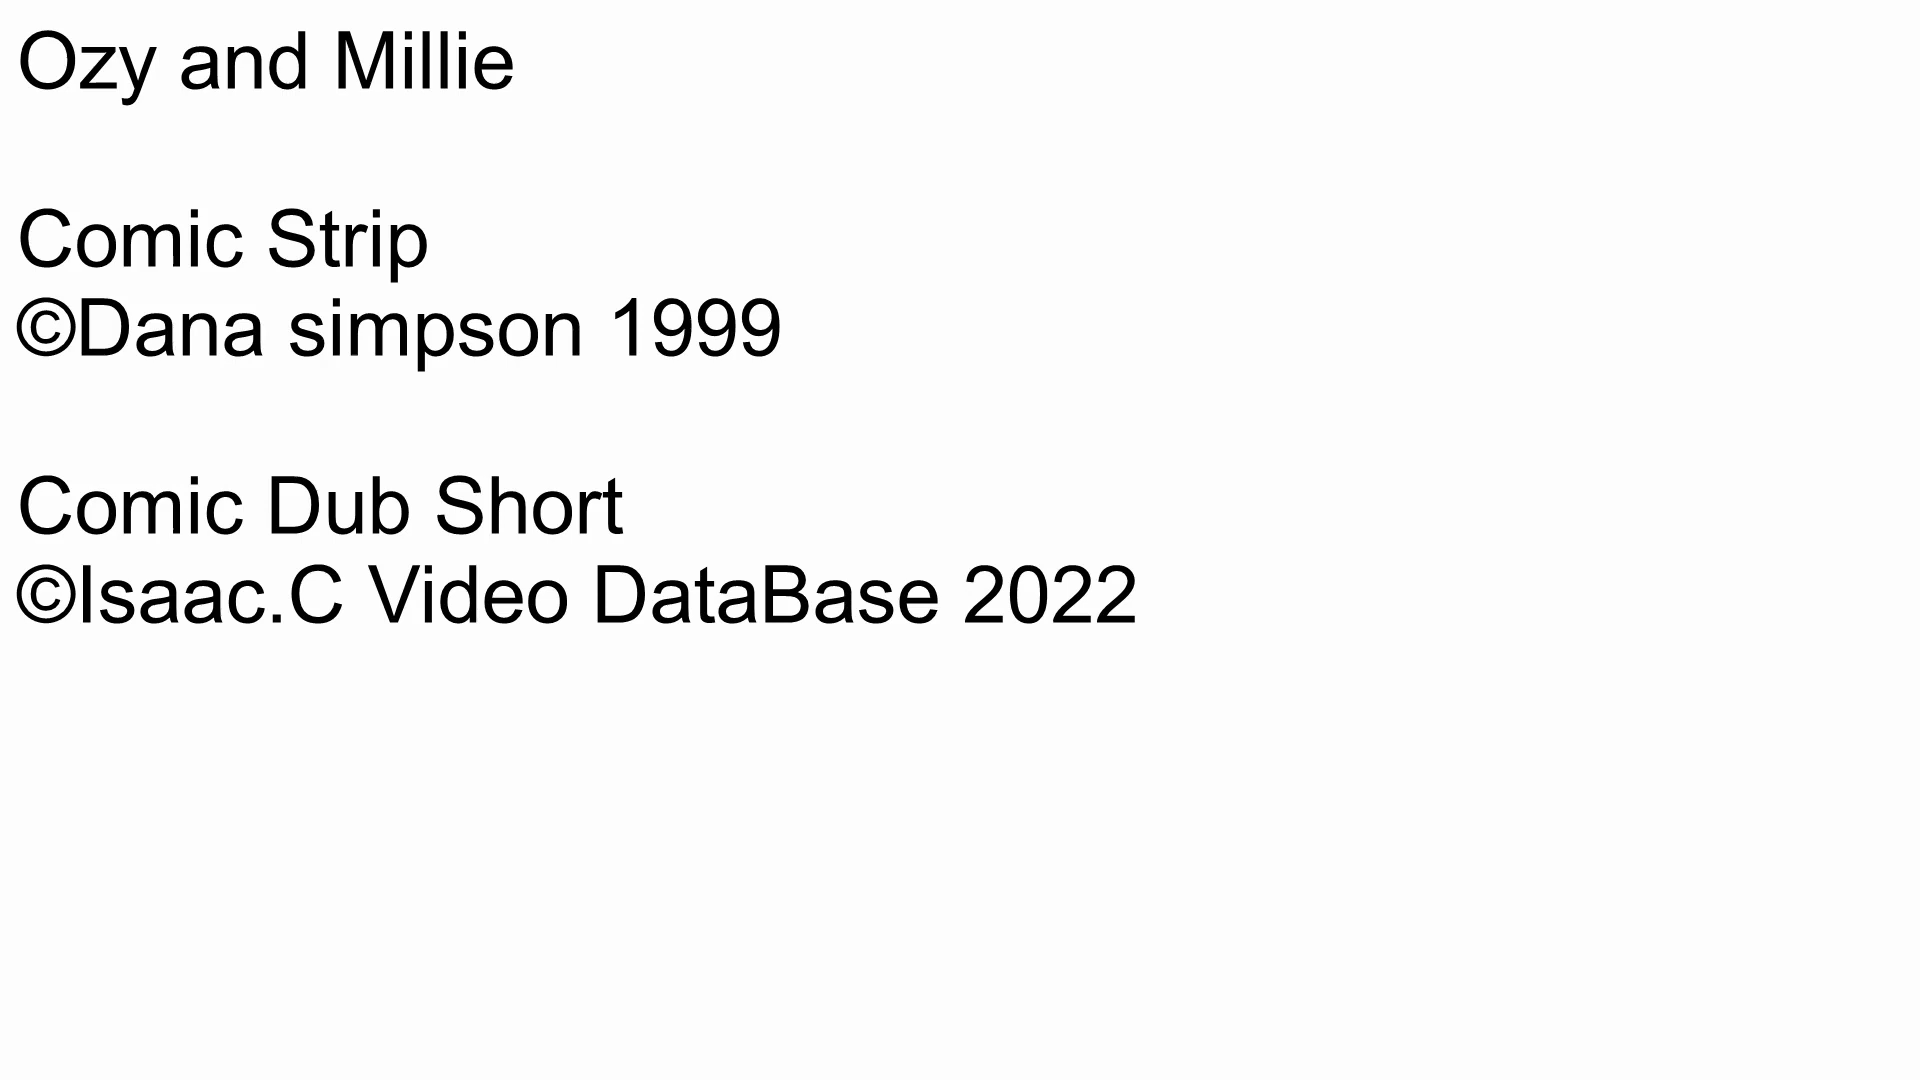 Ozy and Millie
Comic Strip
©Dana simpson 1999
Comic Dub Short
©Isaac.C Video DataBase 2022